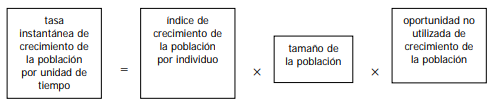 tasa
instantánea de
crecimiento de
la población
por unidad de
tiempo
=
índice de
crecimiento de
la población
por individuo
×
tamaño de
la población
×
oportunidad no
utilizada de
crecimiento de
la población